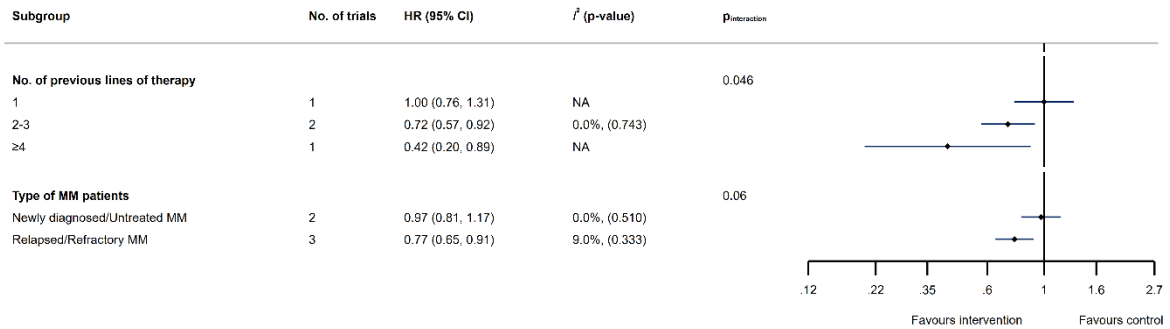 Subgroup No. of trials HR (95% CI) I² (p-value) pinteraction
No. of previous lines of therapy 0.046
1 1 1.00 (0.76, 1.31) NA
2-3 2 0.72 (0.57, 0.92) 0.0%, (0.743)
≥4 1 0.42 (0.20, 0.89) NA
Type of MM patients 0.06
Newly diagnosed/Untreated MM 2 0.97 (0.81, 1.17) 0.0%, (0.510)
Relapsed/Refractory MM 3 0.77 (0.65, 0.91) 9.0%, (0.333)
.12 .22 .35 .6 1 1.6 2.7
Favours intervention Favours control